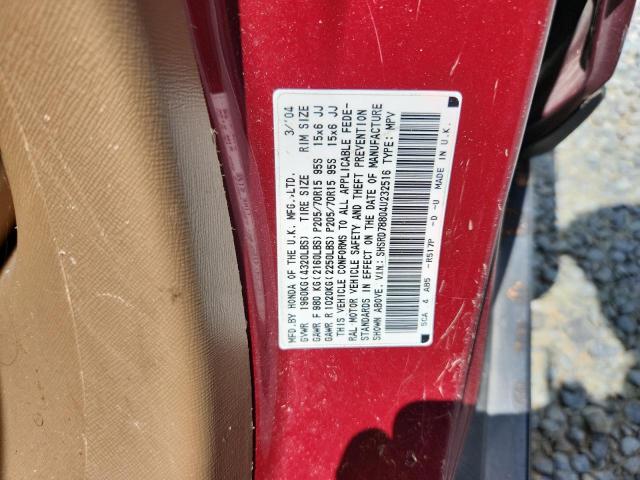 MFD.BY HONDA OF THE U.K. MFG.,LTD. 3/'04
GVWR 1960KG(4320LBS) TIRE SIZE RIM SIZE
GAWR F 980 KG(2160LBS) P205/70R15 95S 15x6 JJ
GAWR R 1020KG(2250LBS) P205/70R15 95S 15x6 JJ
THIS VEHICLE CONFORMS TO ALL APPLICABLE FEDE-
RAL-MOTOR VEHICLE SAFETY AND THEFT PREVENTION
STANDARDS IN EFFECT ON THE DATE OF MANUFACTURE
SHOWN ABOVE. VIN: SHSRD78804U232516 TYPE: MPV
SCA 4 A85 -R517P -D -U MADE IN U.K.